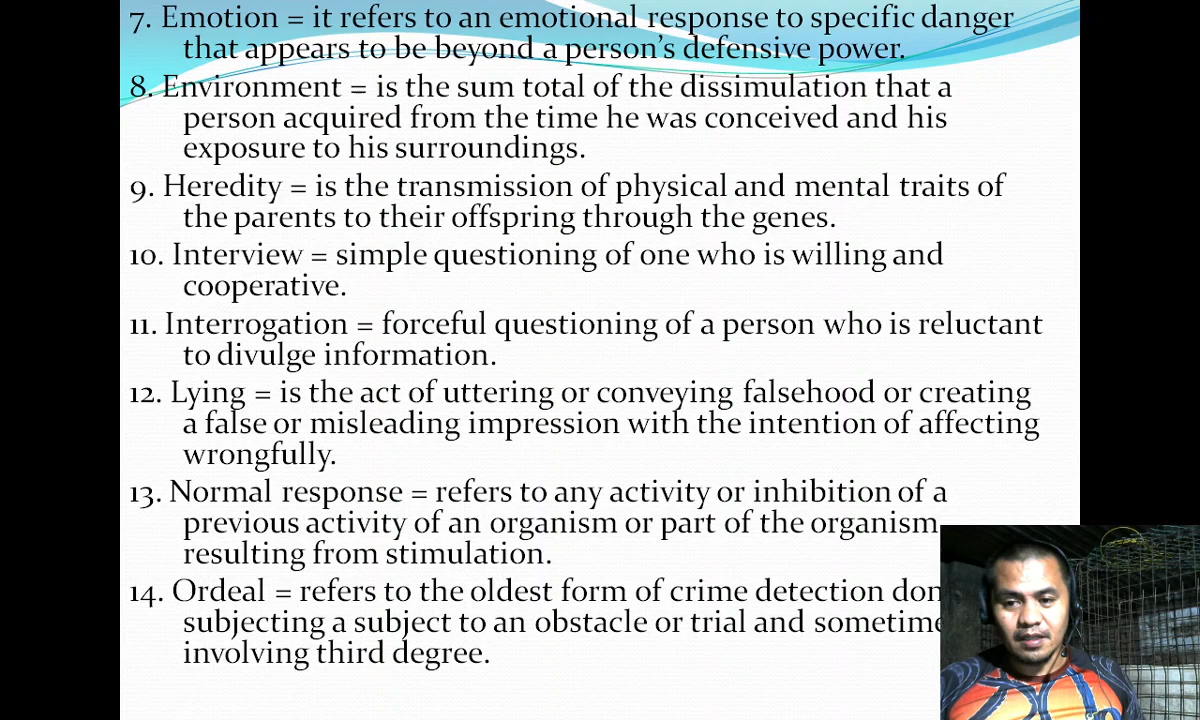 7. Emotion = it refers to an emotional response to specific danger
that appears to be beyond a person's defensive power.
8. Environment = is the sum total of the dissimulation that a
person acquired from the time he was conceived and his
exposure to his surroundings.
9. Heredity = is the transmission of physical and mental traits of
the parents to their offspring through the genes.
10. Interview = simple questioning of one who is willing and
cooperative.
11. Interrogation = forceful questioning of a person who is reluctant
to divulge information.
12. Lying = is the act of uttering or conveying falsehood or creating
a false or misleading impression with the intention of affecting
wrongfully.
13. Normal response = refers to any activity or inhibition of a
previous activity of an organism or part of the organism
resulting from stimulation.
14. Ordeal = refers to the oldest form of crime detection
subjecting a subject to an obstacle or trial and
involving third degree.